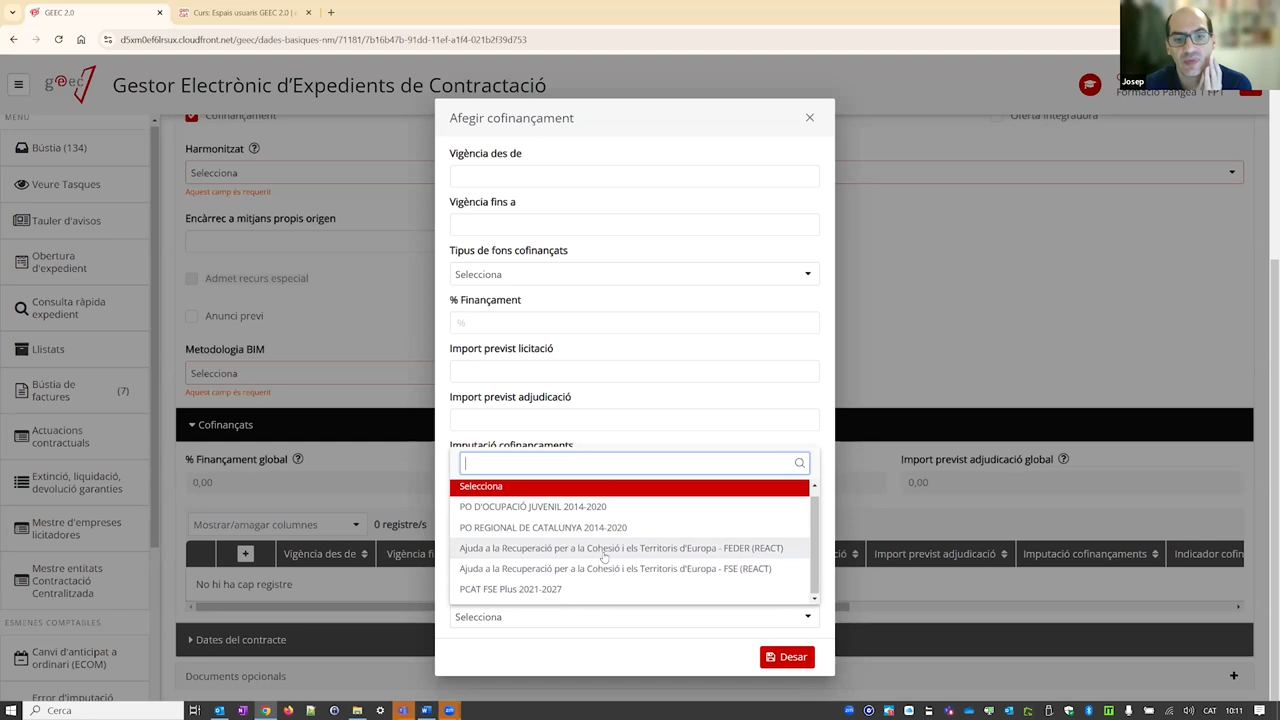 GEEC 2.0
Curs: Espais usuaris GEEC 2.0 | c
d5xm0ef6lrsux.cloudfront.net/geec/dades-basiques-nm/71181/7b16b47b-91dd-11ef-a1f4-021b2f39d753
Josep
geec
Gestor Electrònic d'Expedients de Contractació
Formació Pangea i FPT
MENÚ
Bústia (134)
Veure Tasques
Tauler d'avisos
Obertura
d'expedient
Consulta ràpida
expedient
Llistats
Bústia de
factures
(7)
Actuacions
contractuals
Extinció, liquidació,
devolució garanties
Mestre d'empreses
licitadores
Mestre entitats
Contractació
Centralitzada
ESMENES COMPTABLES
Canvi d'anticipat a
ordinari (ECOM)
Error d'imputació
Cofinançament
Oferta integradora
Harmonitzat
Selecciona
Aquest camp és requerit
Encàrrec a mitjans propis origen
Admet recurs especial
Anunci previ
Metodologia BIM
Selecciona
Aquest camp és requerit
Cofinançats
% Finançament global
0,00
Import previst adjudicació global
0,00
Mostrar/amagar columnes
0 registre/s
Vigència des de
Vigència fi
ó
Import previst adjudicació
Imputació cofinançaments
Indicador cofin
No hi ha cap registre
Dates del contracte
Documents opcionals
Afegir cofinançament
Vigència des de
Vigència fins a
Tipus de fons cofinançats
Selecciona
% Finançament
%
Import previst licitació
Import previst adjudicació
Imputació cofinançaments
Selecciona
PO D'OCUPACIÓ JUVENIL 2014-2020
PO REGIONAL DE CATALUNYA 2014-2020
Ajuda a la Recuperació per a la Cohesió i els Territoris d'Europa - FEDER (REACT)
Ajuda a la Recuperació per a la Cohesió i els Territoris d'Europa - FSE (REACT)
PCAT FSE Plus 2021-2027
Selecciona
Desar
Cerca
CAT
10:11